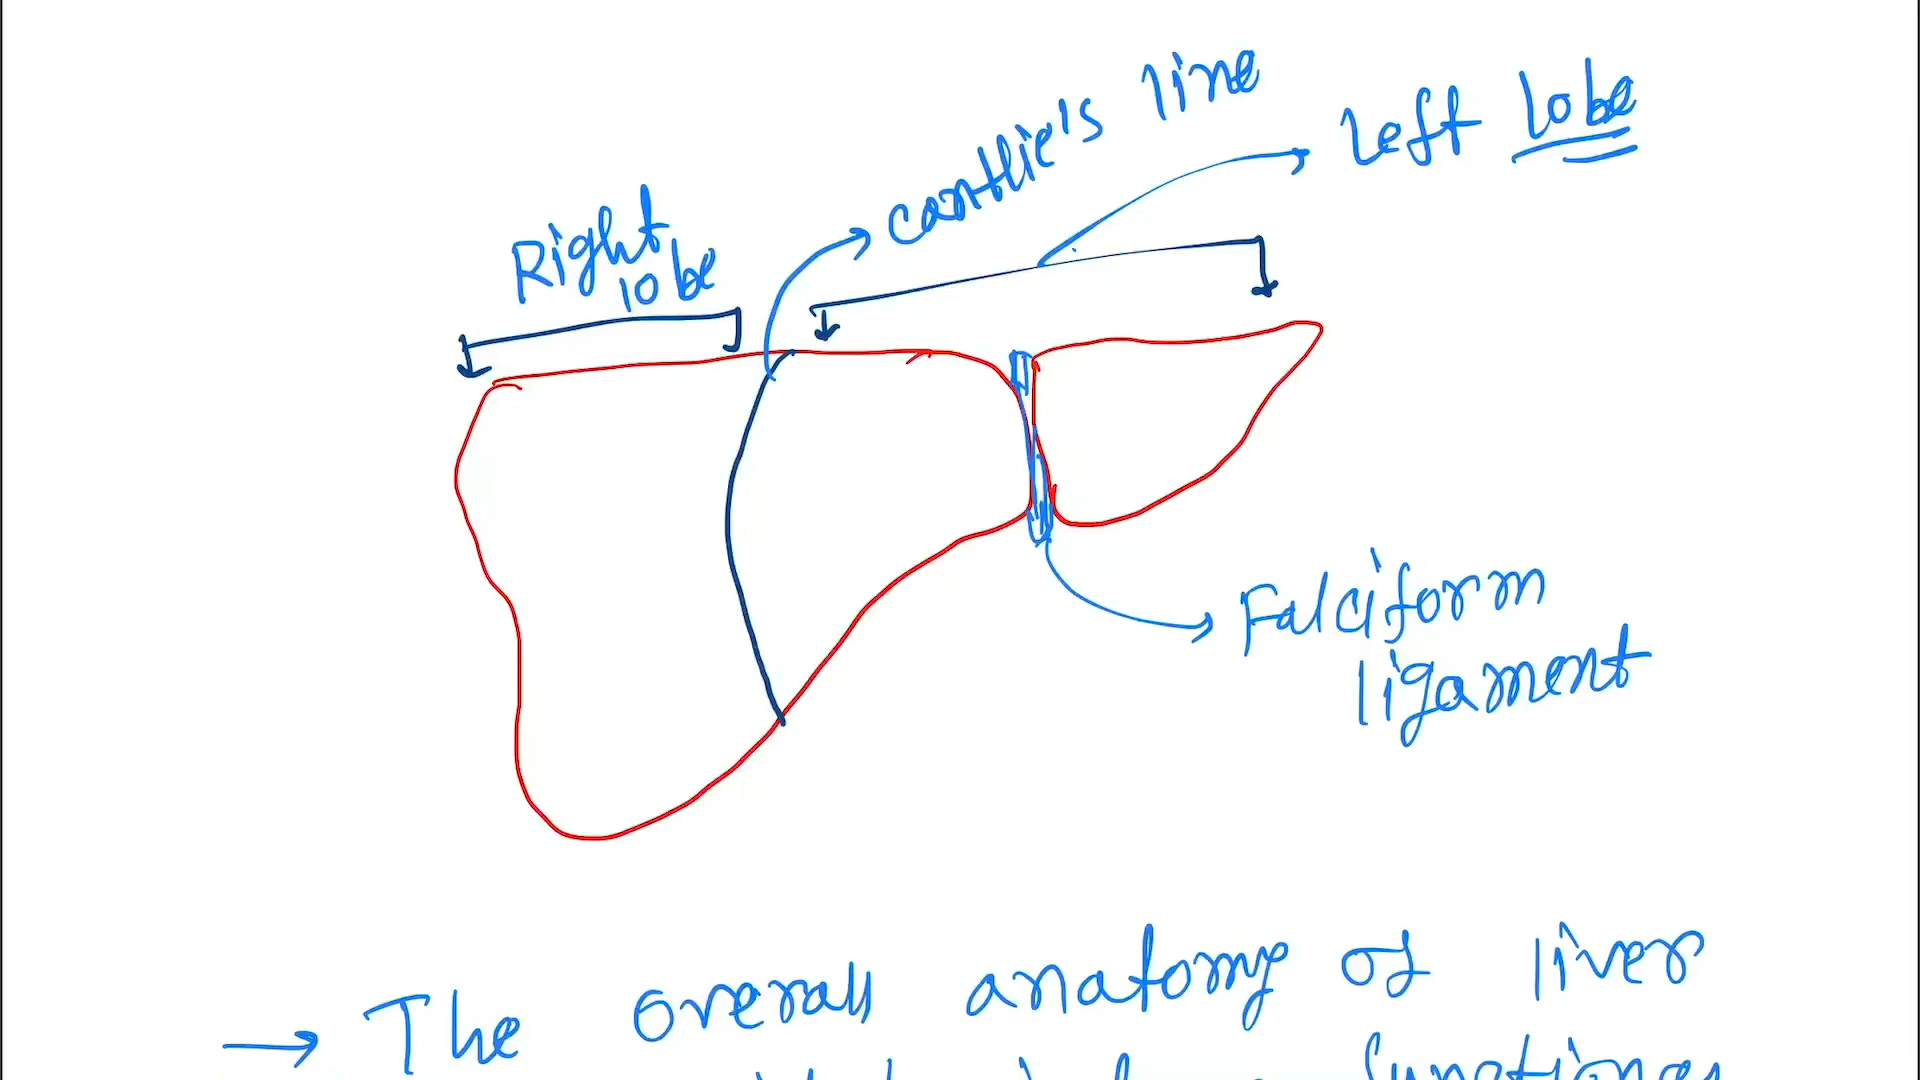 cantlie's line
left lobe
Right
lobe
Falciform
ligament
→ The overall anatomy of liver